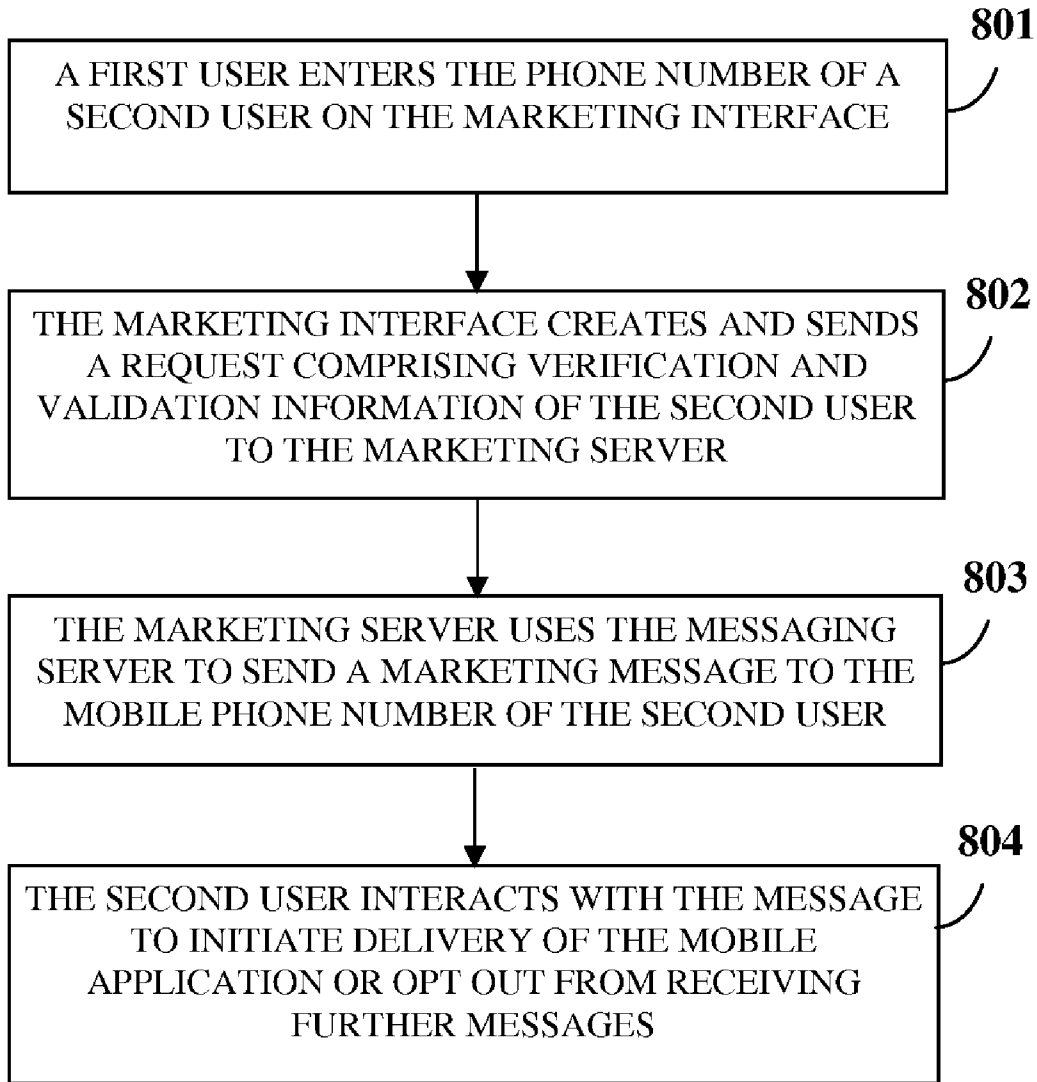 801
A FIRST USER ENTERS THE PHONE NUMBER OF A
SECOND USER ON THE MARKETING INTERFACE
802
THE MARKETING INTERFACE CREATES AND SENDS
A REQUEST COMPRISING VERIFICATION AND
VALIDATION INFORMATION OF THE SECOND USER
TO THE MARKETING SERVER
803
THE MARKETING SERVER USES THE MESSAGING
SERVER TO SEND A MARKETING MESSAGE TO THE
MOBILE PHONE NUMBER OF THE SECOND USER
804
THE SECOND USER INTERACTS WITH THE MESSAGE
TO INITIATE DELIVERY OF THE MOBILE
APPLICATION OR OPT OUT FROM RECEIVING
FURTHER MESSAGES